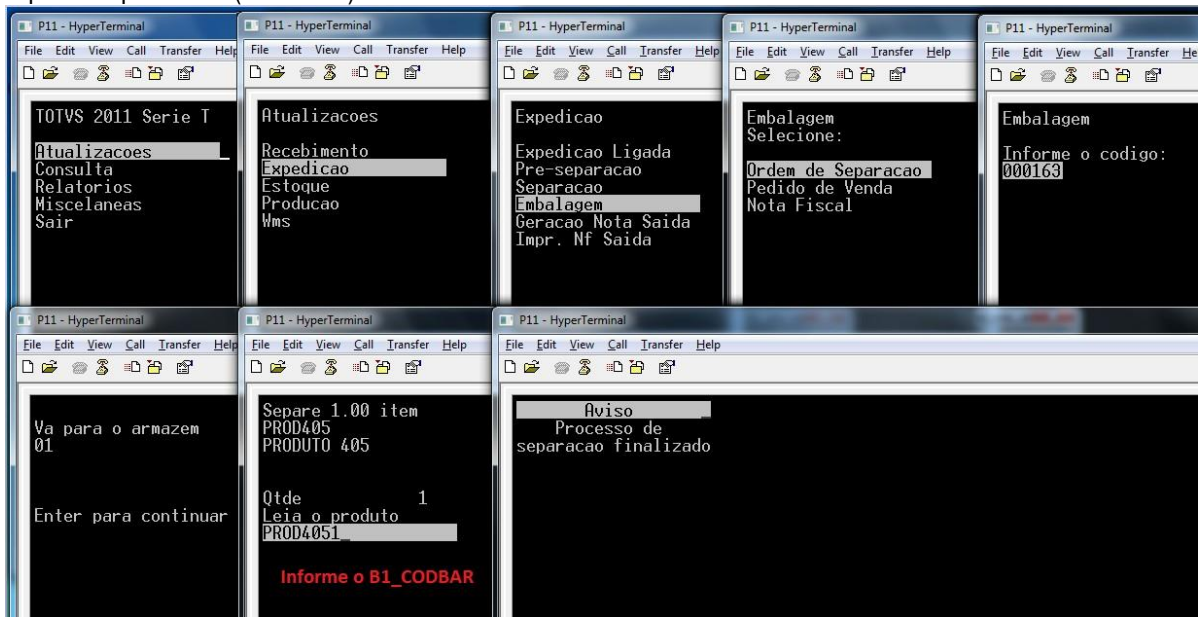 P11 - HyperTerminal
File Edit View Call Transfer Help
TOTVS 2011 Serie T
Atualizacoes
Consulta
Relatorios
Miscelaneas
Sair
P11 - HyperTerminal
File Edit View Call Transfer Help
Atualizacoes
Recebimento
Expedicao
Estoque
Producao
Wms
P11 - HyperTerminal
File Edit View Call Transfer Help
Expedicao
Expedicao Ligada
Pre-separacao
Separacao
Embalagem
Geracao Nota Saida
Impr. Nf Saida
P11 - HyperTerminal
File Edit View Call Transfer Help
Embalagem
Selecione:
Ordem de Separacao
Pedido de Venda
Nota Fiscal
P11 - HyperTerminal
File Edit View Call Transfer He
Embalagem
Informe o codigo:
000163
P11 - HyperTerminal
File Edit View Call Transfer Help
Va para o armazem
01
Enter para continuar
P11 - HyperTerminal
File Edit View Call Transfer Help
Separe 1.00 item
PROD405
PRODUTO 405
Qtde 1
Leia o produto
PROD4051_
Informe o B1_CODBAR
P11 - HyperTerminal
File Edit View Call Transfer Help
Aviso
Processo de
separacao finalizado